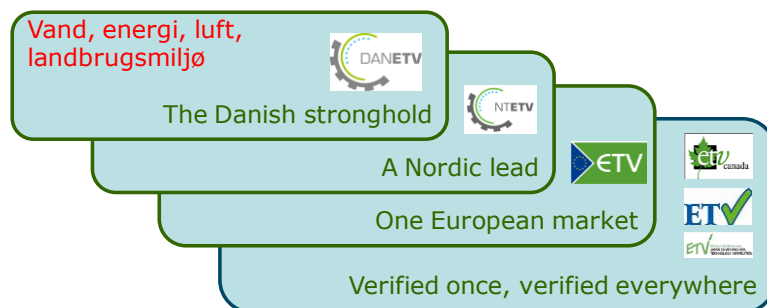 Vand, energi, luft,
landbrugsmiljø
DANETV
The Danish stronghold
NTETV
A Nordic lead
ETV
One European market
etv
canada
ETV
ETV
Verified once, verified everywhere